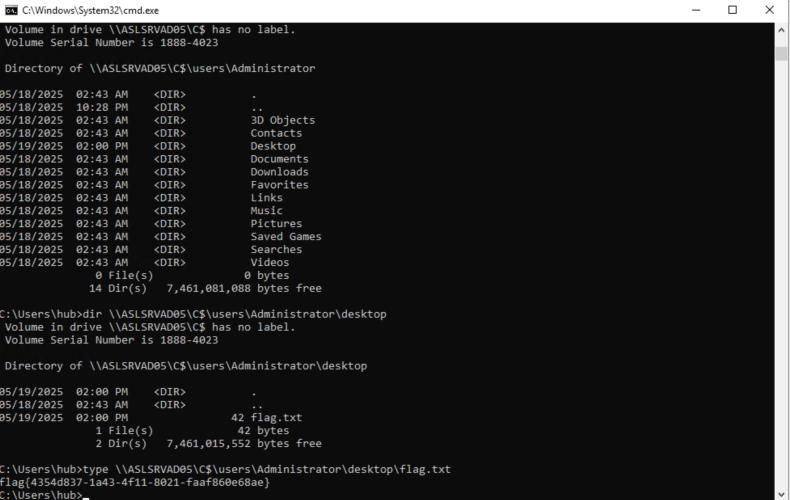 C:\Windows\System32\cmd.exe
Volume in drive \\ASLSRVAD05\C$ has no label.
Volume Serial Number is 1888-4023
Directory of \\ASLSRVAD05\C$\users\Administrator
05/18/2025  02:43 AM    <DIR>          .
05/18/2025  10:28 PM    <DIR>          ..
05/18/2025  02:43 AM    <DIR>          3D Objects
05/18/2025  02:43 AM    <DIR>          Contacts
05/19/2025  02:00 PM    <DIR>          Desktop
05/18/2025  02:43 AM    <DIR>          Documents
05/18/2025  02:43 AM    <DIR>          Downloads
05/18/2025  02:43 AM    <DIR>          Favorites
05/18/2025  02:43 AM    <DIR>          Links
05/18/2025  02:43 AM    <DIR>          Music
05/18/2025  02:43 AM    <DIR>          Pictures
05/18/2025  02:43 AM    <DIR>          Saved Games
05/18/2025  02:43 AM    <DIR>          Searches
05/18/2025  02:43 AM    <DIR>          Videos
0 File(s)              0 bytes
14 Dir(s)   7,461,081,088 bytes free
C:\Users\hub>dir \\ASLSRVAD05\C$\users\Administrator\desktop
Volume in drive \\ASLSRVAD05\C$ has no label.
Volume Serial Number is 1888-4023
Directory of \\ASLSRVAD05\C$\users\Administrator\desktop
05/19/2025  02:00 PM    <DIR>          .
05/18/2025  02:43 AM    <DIR>          ..
05/19/2025  02:00 PM                42 flag.txt
1 File(s)             42 bytes
2 Dir(s)   7,461,015,552 bytes free
C:\Users\hub>type \\ASLSRVAD05\C$\users\Administrator\desktop\flag.txt
flag{4354d837-1a43-4f11-8021-faaf860e68ae}
C:\Users\hub>